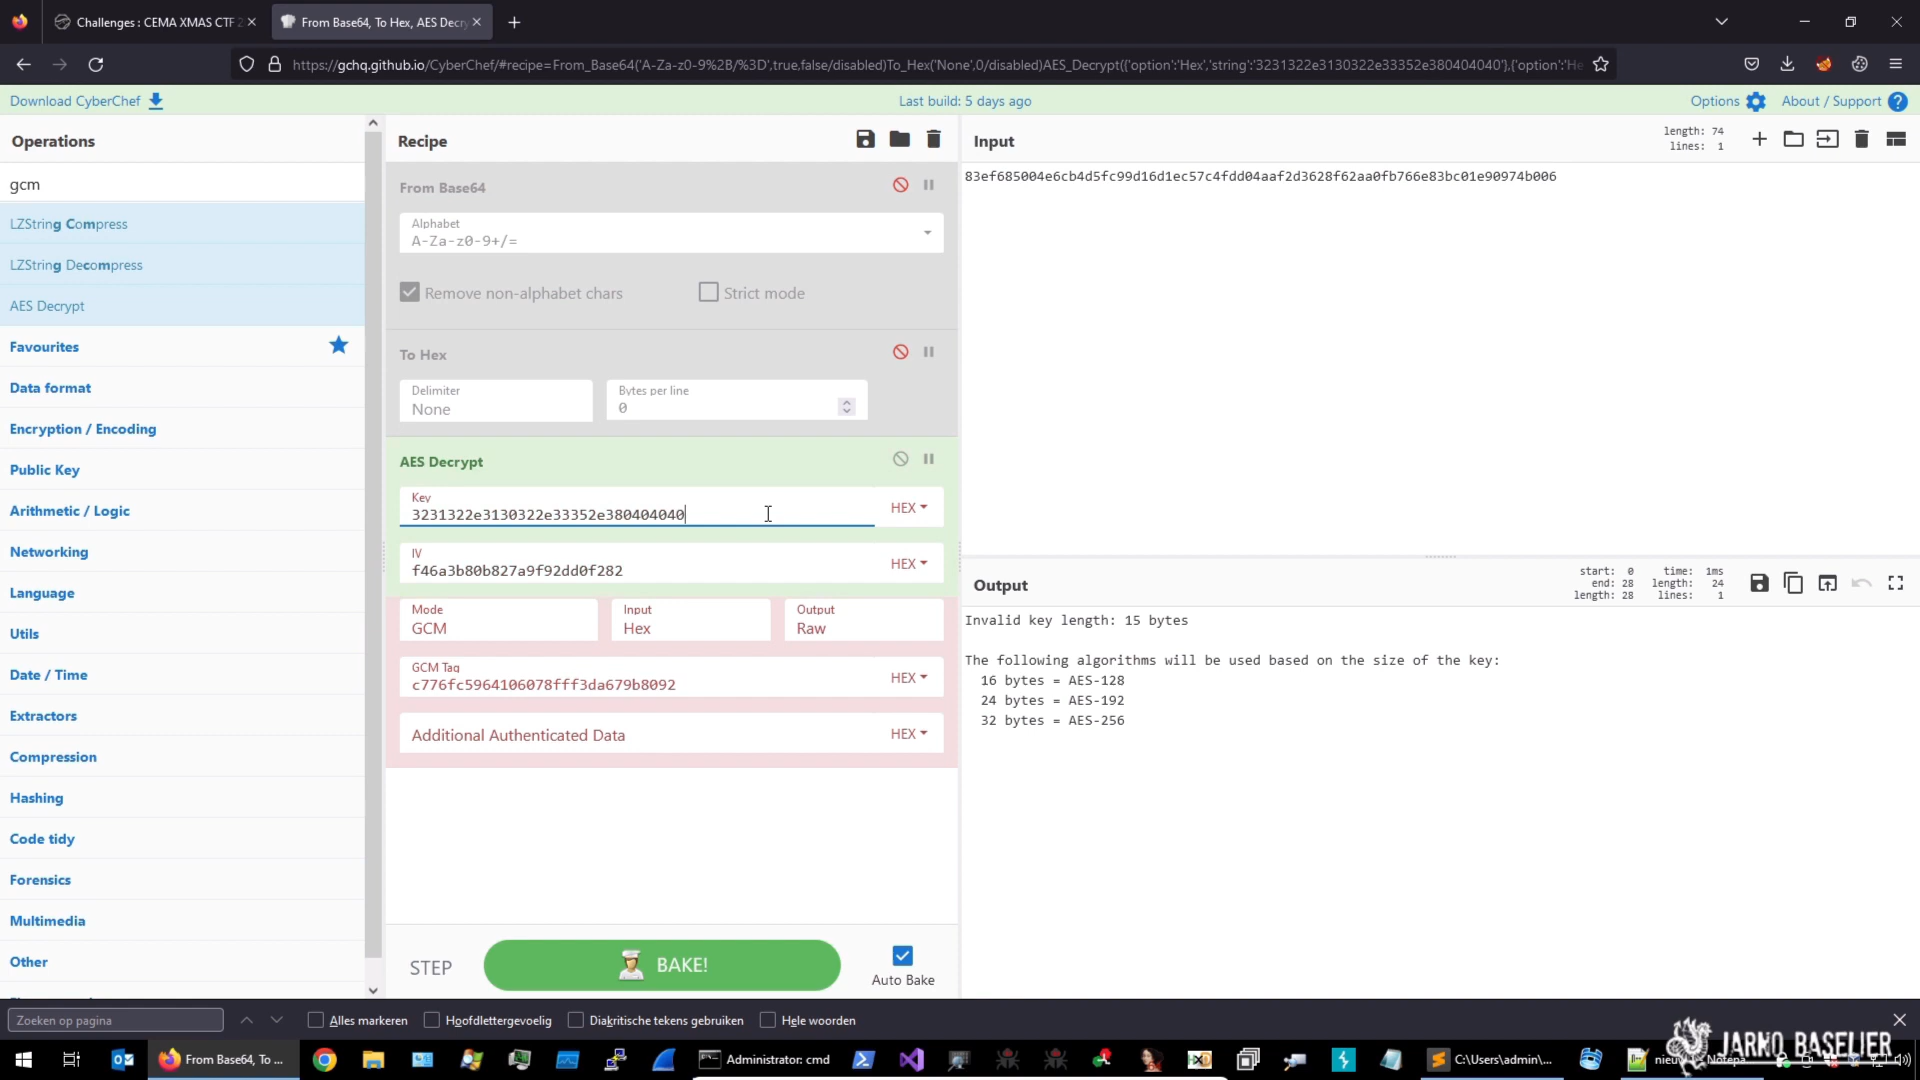 Challenges : CEMA XMAS CTF 2
From Base64, To Hex, AES Decry
https://gchq.github.io/CyberChef/#recipe=From_Base64('A-Za-z0-9%2B/%3D',true,false/disabled)To_Hex('None',0/disabled)AES_Decrypt({'option':'Hex','string':'3231322e3130322e33352e380404040'},{'option':'He
Download CyberChef
Last build: 5 days ago
Options
About / Support
Operations
gcm
LZString Compress
LZString Decompress
AES Decrypt
Favourites
Data format
Encryption / Encoding
Public Key
Arithmetic / Logic
Networking
Language
Utils
Date / Time
Extractors
Compression
Hashing
Code tidy
Forensics
Multimedia
Other
Recipe
From Base64
Alphabet
A-Za-z0-9+/=
Remove non-alphabet chars
Strict mode
To Hex
Delimiter
None
Bytes per line
0
AES Decrypt
Key
3231322e3130322e33352e380404040
HEX
IV
f46a3b80b827a9f92dd0f282
HEX
Mode
GCM
Input
Hex
Output
Raw
GCM Tag
c776fc5964106078fff3da679b8092
HEX
Additional Authenticated Data
HEX
STEP
BAKE!
Auto Bake
Input
length: 74
lines: 1
83ef685004e6cb4d5fc99d16d1ec57c4fdd04aaf2d3628f62aa0fb766e83bc01e90974b006
Output
start: 0
end: 28
length: 28
time: 1ms
length: 24
lines: 1
Invalid key length: 15 bytes
The following algorithms will be used based on the size of the key:
16 bytes = AES-128
24 bytes = AES-192
32 bytes = AES-256
Zoeken op pagina
Alles markeren
Hoofdlettergevoelig
Diakritische tekens gebruiken
Hele woorden
From Base64, To ...
Administrator: cmd
C:\Users\admin\...
JARNO BASELIER